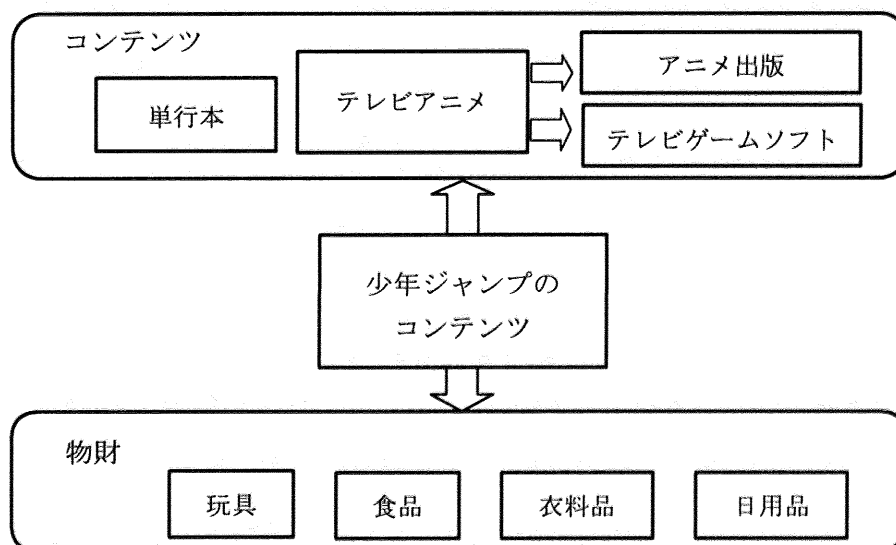 コンテンツ
単行本
テレビアニメ
アニメ出版
テレビゲームソフト
少年ジャンプの
コンテンツ
物財
玩具
食品
衣料品
日用品